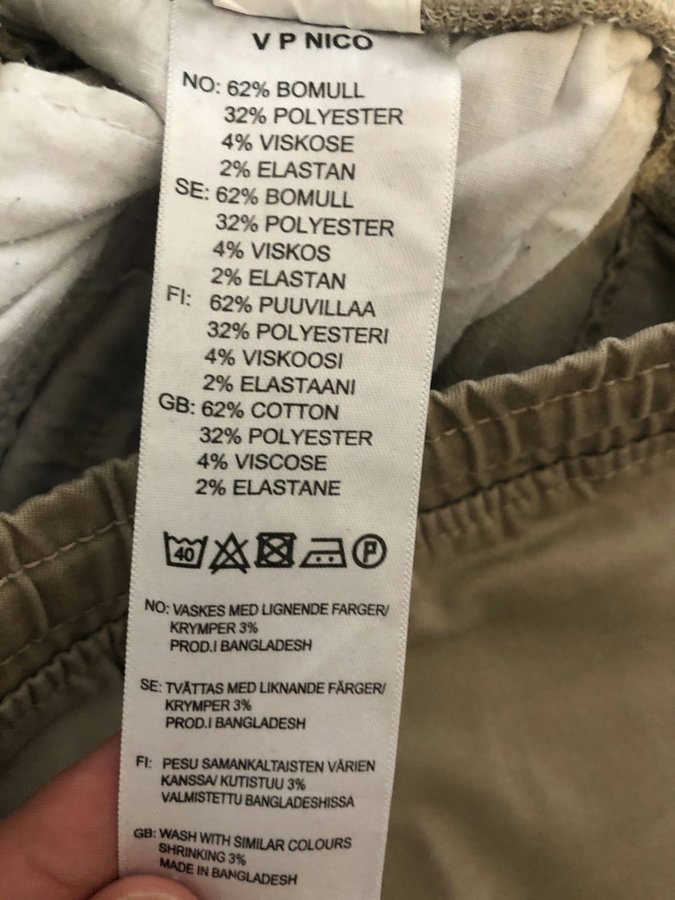 V P NICO
NO: 62% BOMULL
32% POLYESTER
4% VISKOSE
2% ELASTAN
SE: 62% BOMULL
32% POLYESTER
4% VISKOS
2% ELASTAN
FI: 62% PUUVILLAA
32% POLYESTERI
4% VISKOOSI
2% ELASTAANI
GB: 62% COTTON
32% POLYESTER
4% VISCOSE
2% ELASTANE
40 P
NO: VASKES MED LIGNENDE FARGER/
KRYMPER 3%
PROD.I BANGLADESH
SE: TVÄTTAS MED LIKNANDE FÄRGER/
KRYMPER 3%
PROD.I BANGLADESH
FI: PESU SAMANKALTAISTEN VÄRIEN
KANSSA/ KUTISTUU 3%
VALMISTETTU BANGLADESHISSA
GB: WASH WITH SIMILAR COLOURS
SHRINKING 3%
MADE IN BANGLADESH